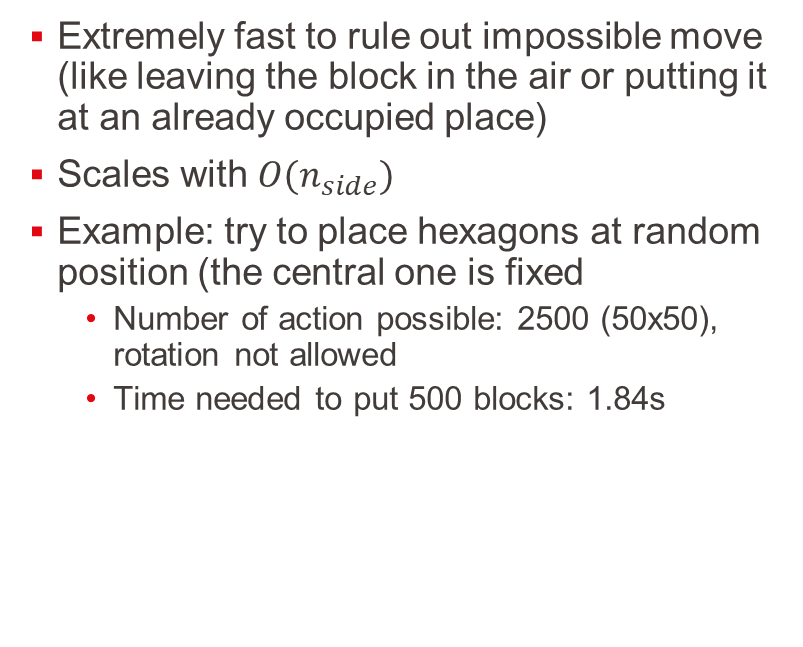 ▪ Extremely fast to rule out impossible move
(like leaving the block in the air or putting it
at an already occupied place)
▪ Scales with O(n_side)
▪ Example: try to place hexagons at random
position (the central one is fixed
• Number of action possible: 2500 (50x50),
rotation not allowed
• Time needed to put 500 blocks: 1.84s